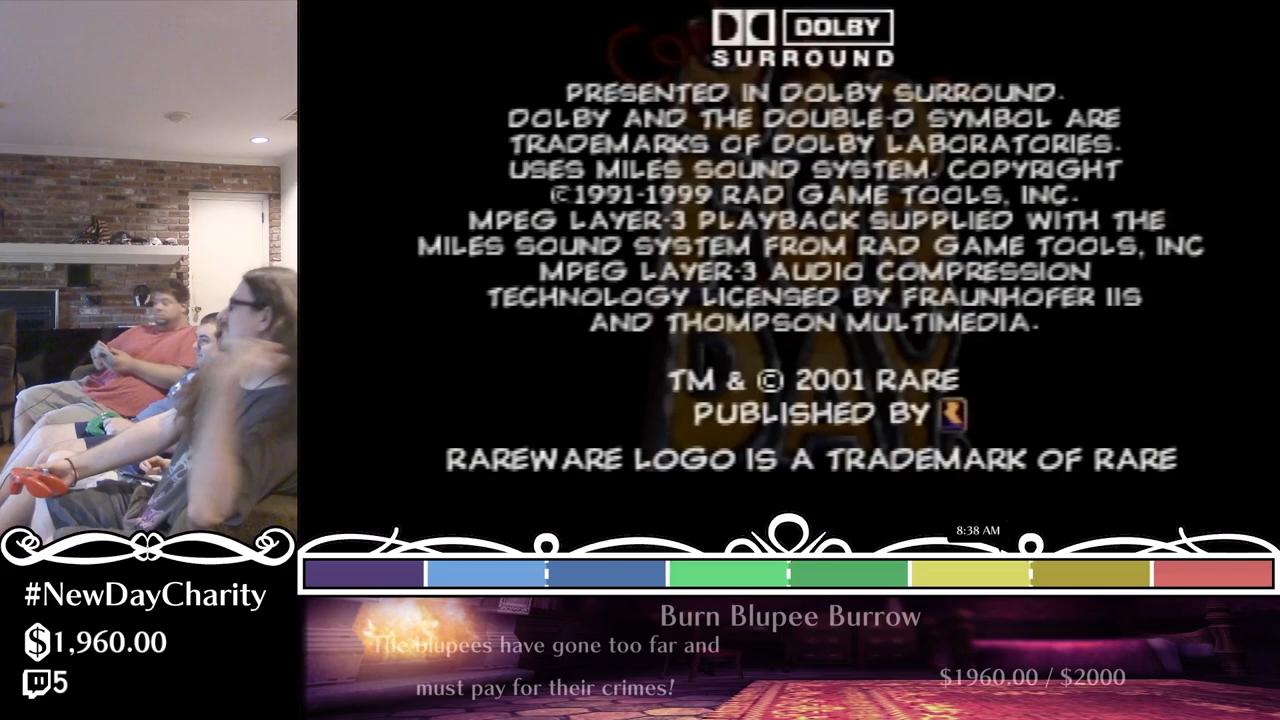 DOLBY
SURROUND
PRESENTED IN DOLBY SURROUND.
DOLBY AND THE DOUBLE-D SYMBOL ARE
TRADEMARKS OF DOLBY LABORATORIES.
USES MILES SOUND SYSTEM. COPYRIGHT
©1991-1999 RAD GAME TOOLS, INC.
MPEG LAYER-3 PLAYBACK SUPPLIED WITH THE
MILES SOUND SYSTEM FROM RAD GAME TOOLS, INC
MPEG LAYER-3 AUDIO COMPRESSION
TECHNOLOGY LICENSED BY FRAUNHOFER IIS
AND THOMPSON MULTIMEDIA.
TM & © 2001 RARE
PUBLISHED BY
RAREWARE LOGO IS A TRADEMARK OF RARE
DAY
8:38 AM
#NewDayCharity
$1,960.00
5
Burn Blupee Burrow
The blupees have gone too far and
must pay for their crimes!
$1960.00 / $2000